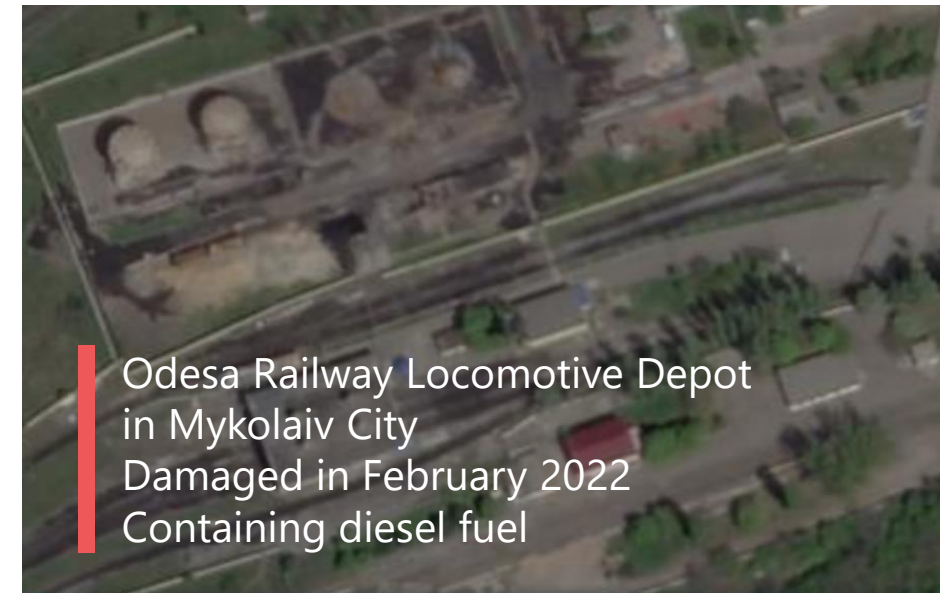 Odesa Railway Locomotive Depot
in Mykolaiv City
Damaged in February 2022
Containing diesel fuel